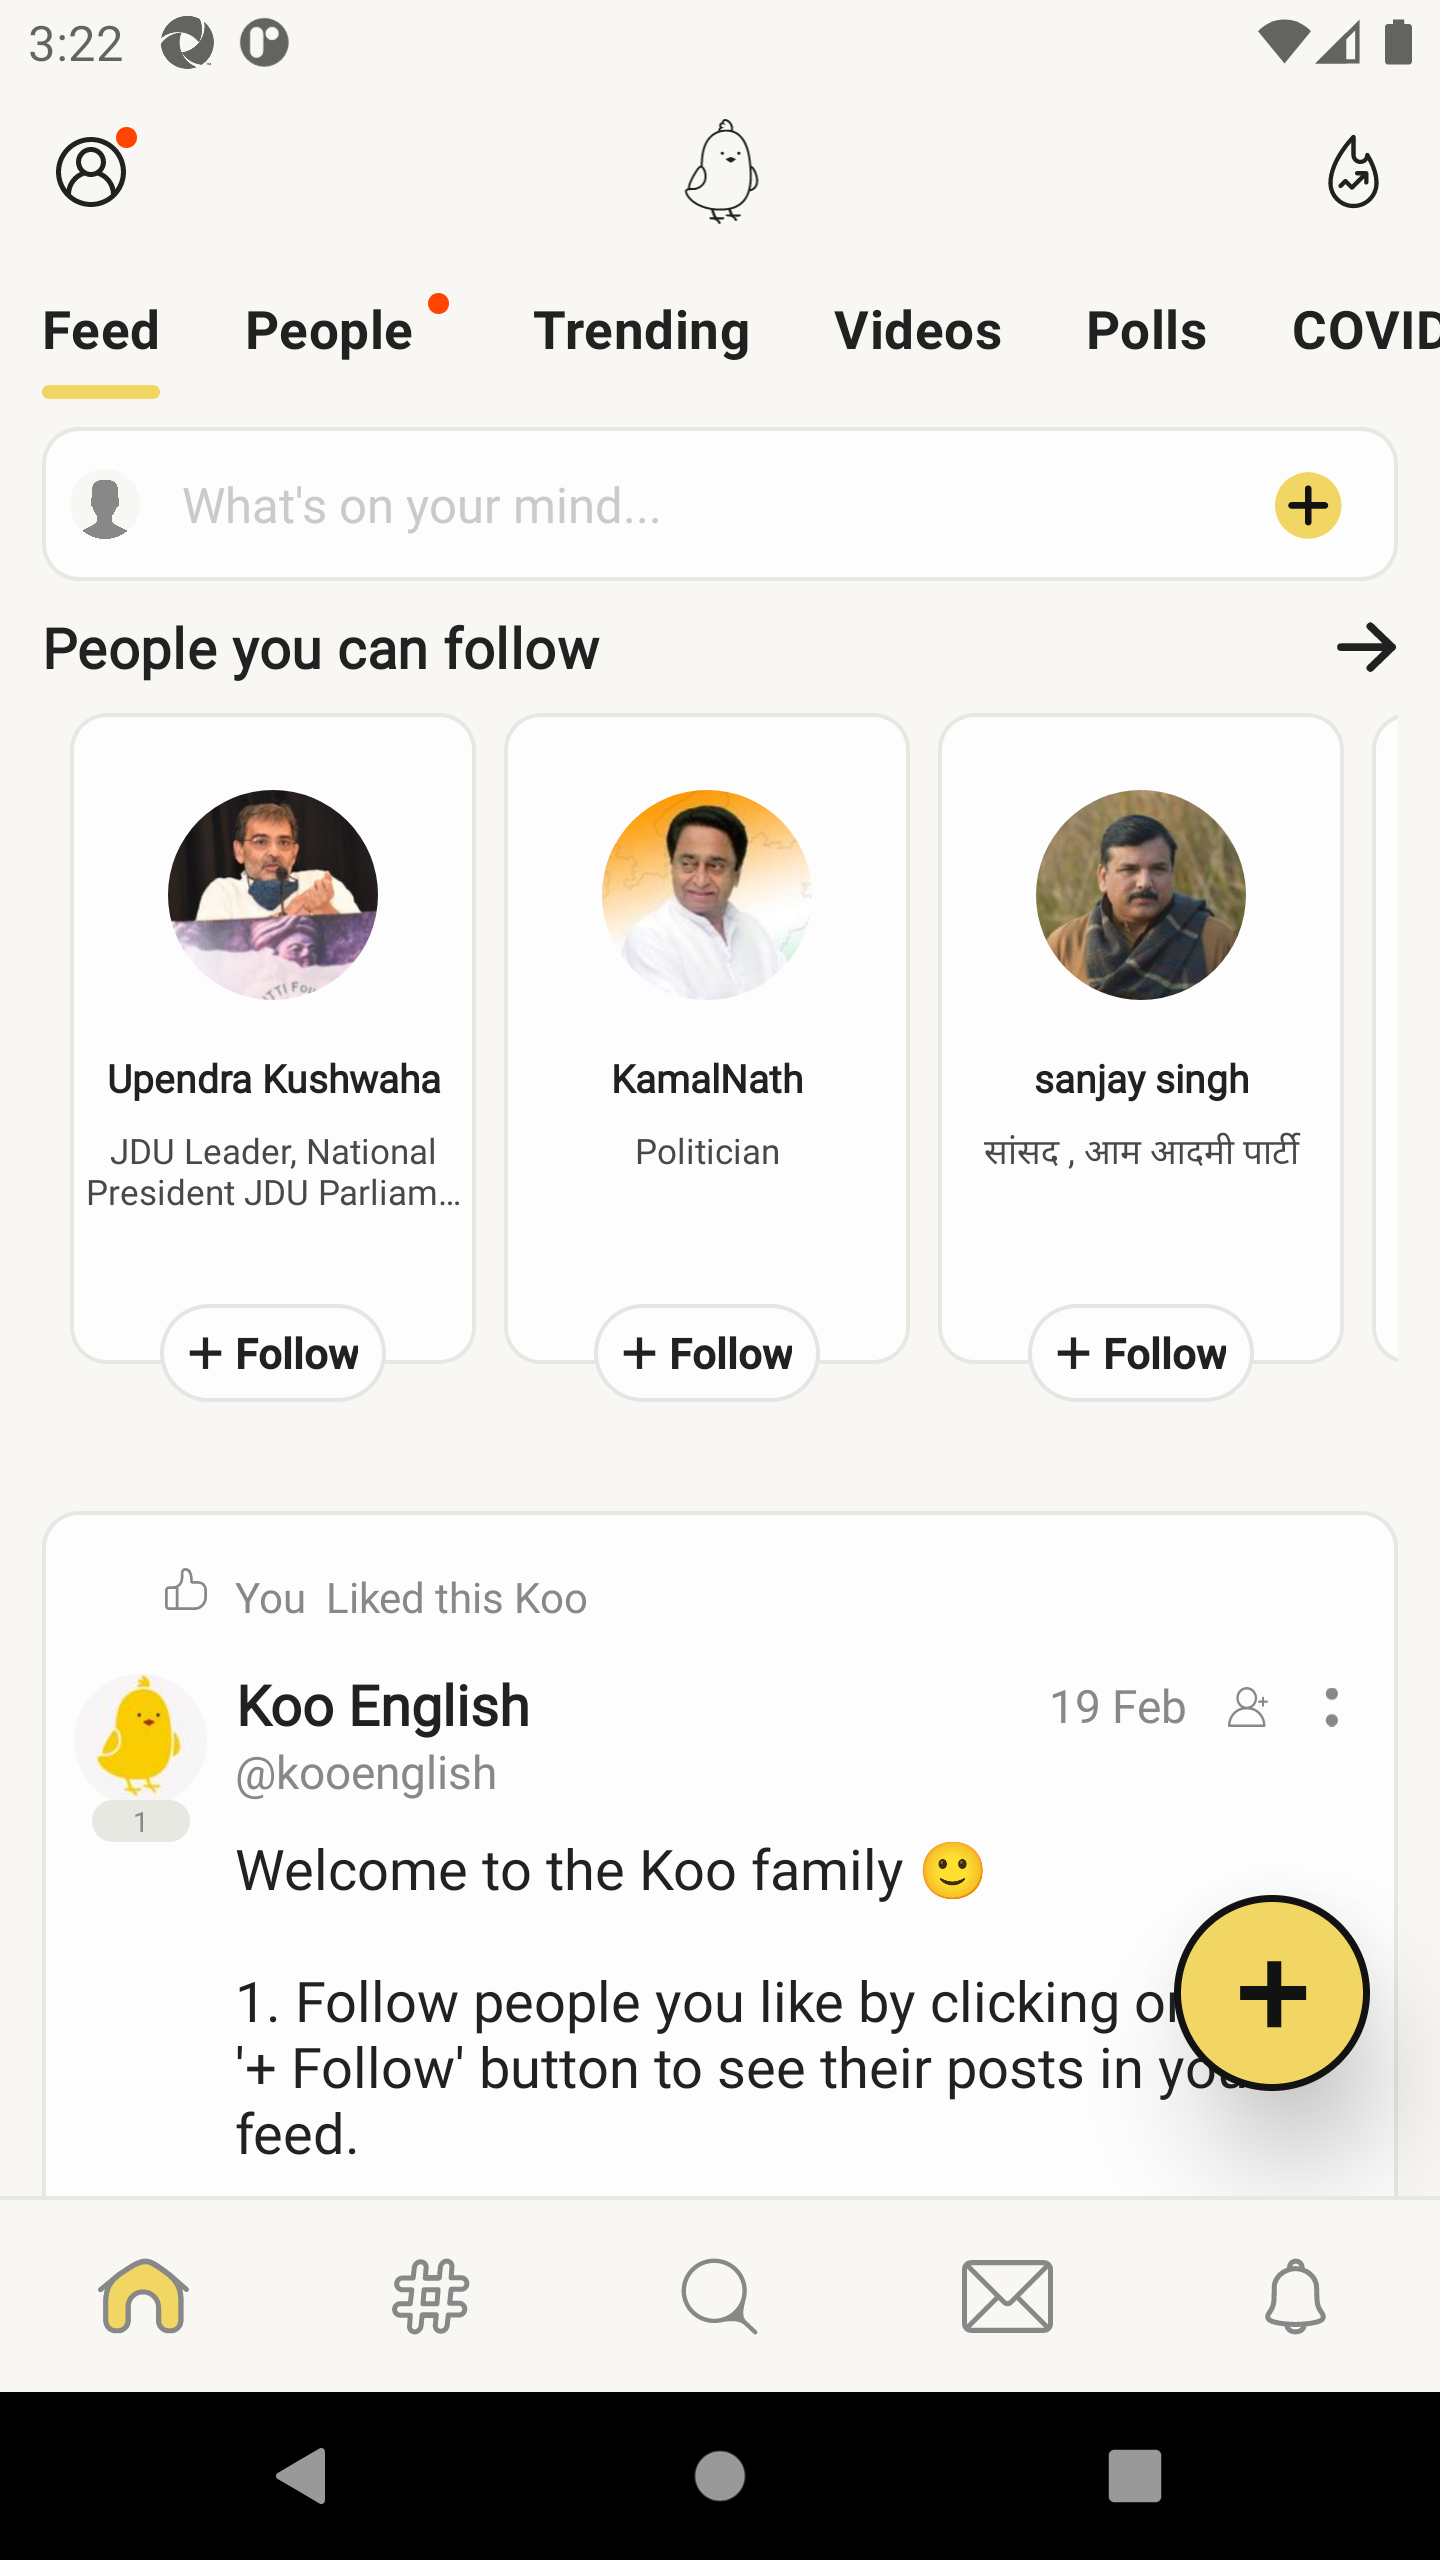 3:22
Feed People Trending Videos Polls COVID
What's on your mind...
People you can follow
Upendra Kushwaha
JDU Leader, National
President JDU Parliam...
+ Follow
KamalNath
Politician
+ Follow
sanjay singh
सांसद , आम आदमी पार्टी
+ Follow
You Liked this Koo
Koo English
19 Feb
@kooenglish
1
Welcome to the Koo family 🙂
1. Follow people you like by clicking
'+ Follow' button to see their posts in
feed.